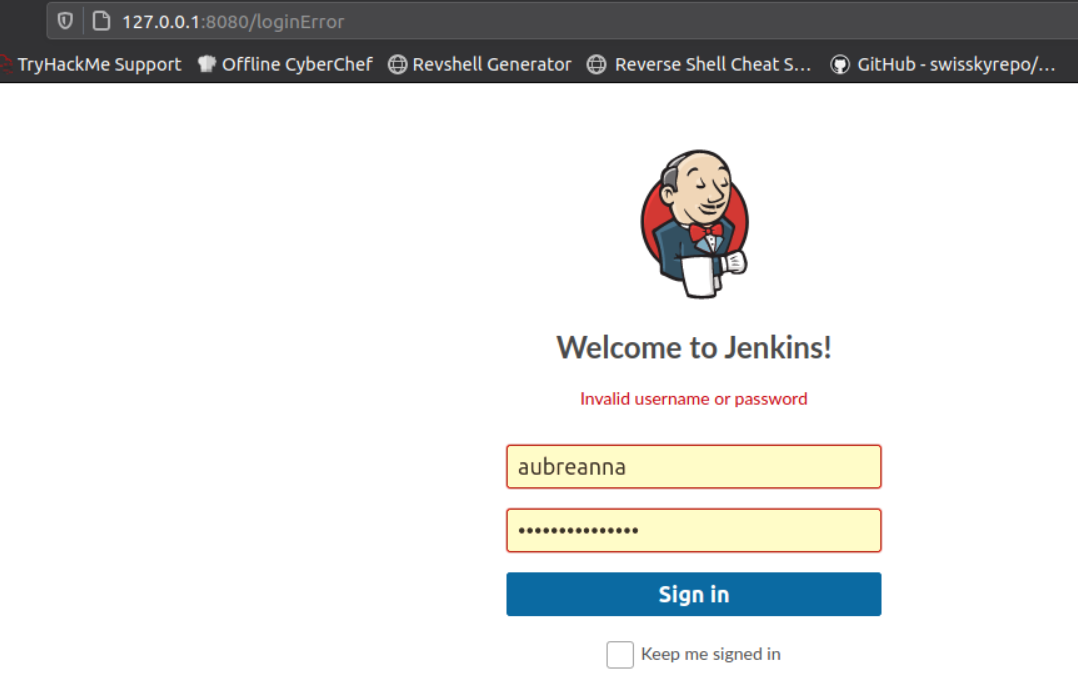 127.0.0.1:8080/loginError
TryHackMe Support Offline CyberChef Revshell Generator Reverse Shell Cheat S... GitHub - swisskyrepo/...
Welcome to Jenkins!
Invalid username or password
aubreanna
•••••••••••••••
Sign in
Keep me signed in